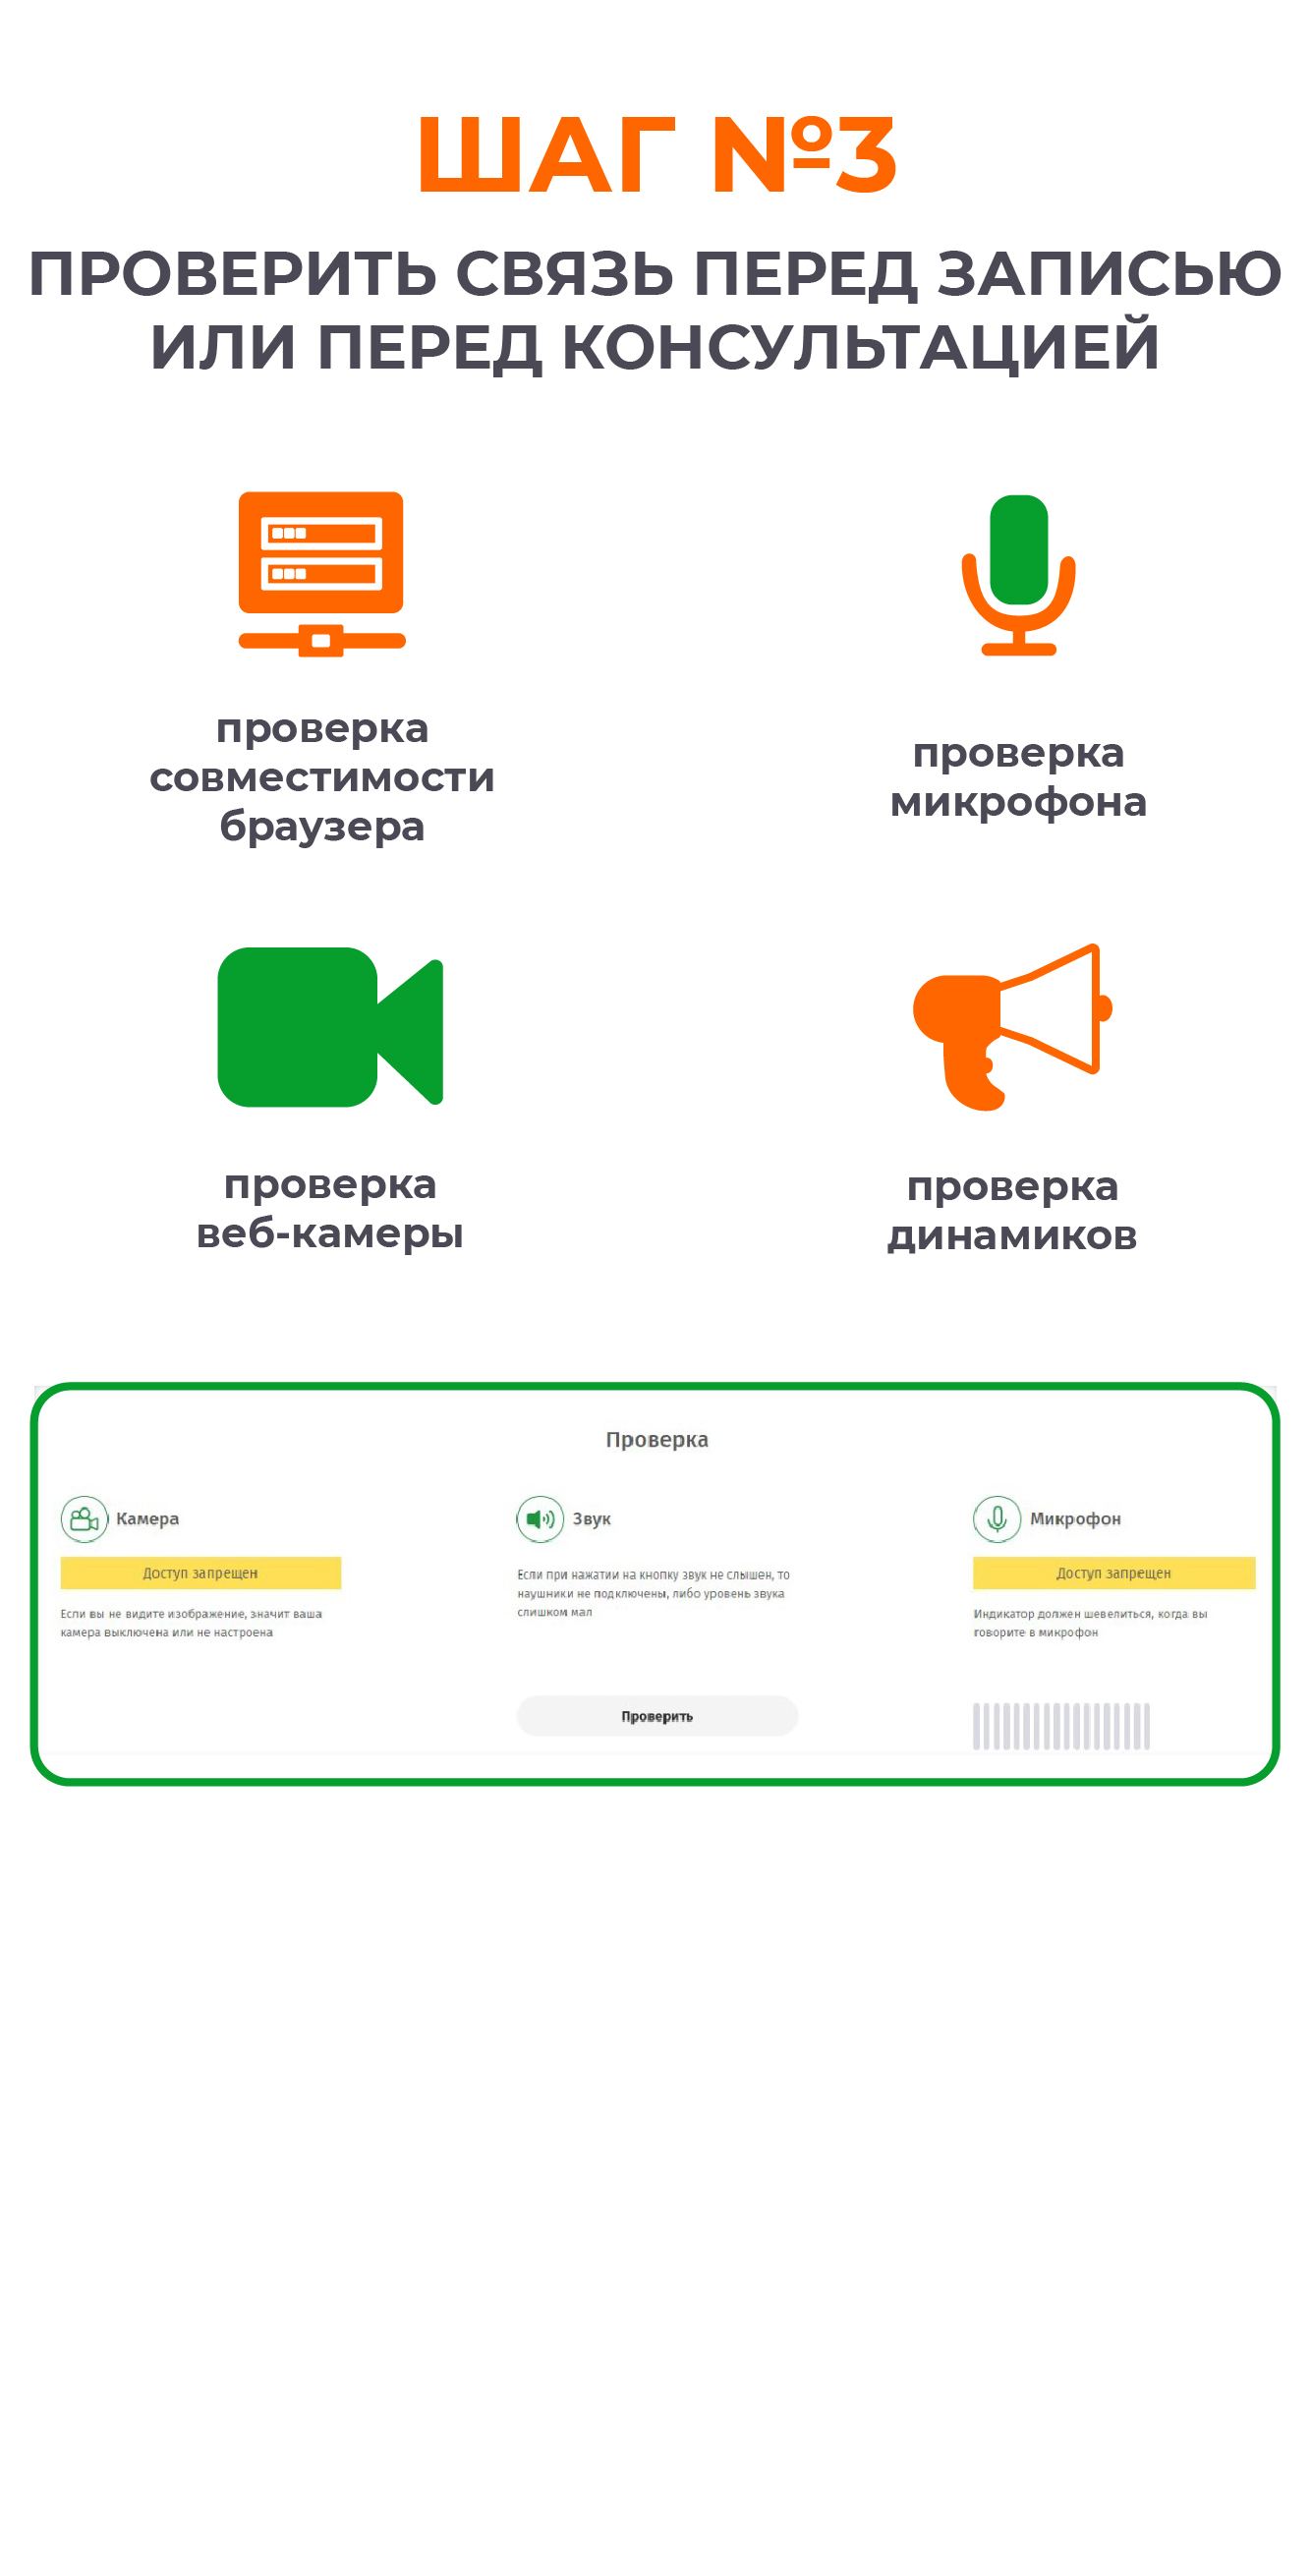 ШАГ №3
ПРОВЕРИТЬ СВЯЗЬ ПЕРЕД ЗАПИСЬЮ
ИЛИ ПЕРЕД КОНСУЛЬТАЦИЕЙ
проверка
совместимости
браузера
проверка
микрофона
проверка
веб-камеры
проверка
динамиков
Проверка
Камера
Доступ запрещен
Если вы не видите изображение, значит ваша
камера выключена или не настроена
Звук
Если при нажатии на кнопку звук не слышен, то
наушники не подключены, либо уровень звука
слишком мал
Проверить
Микрофон
Доступ запрещен
Индикатор должен шевелиться, когда вы
говорите в микрофон